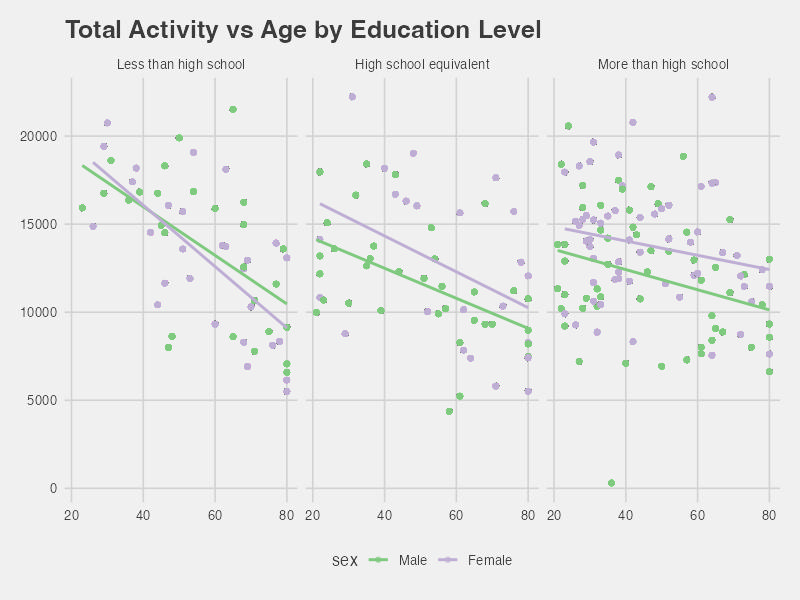 Total Activity vs Age by Education Level
Less than high school High school equivalent More than high school
20000
15000
10000
5000
0
20 40 60 80 20 40 60 80 20 40 60 80
sex Male Female